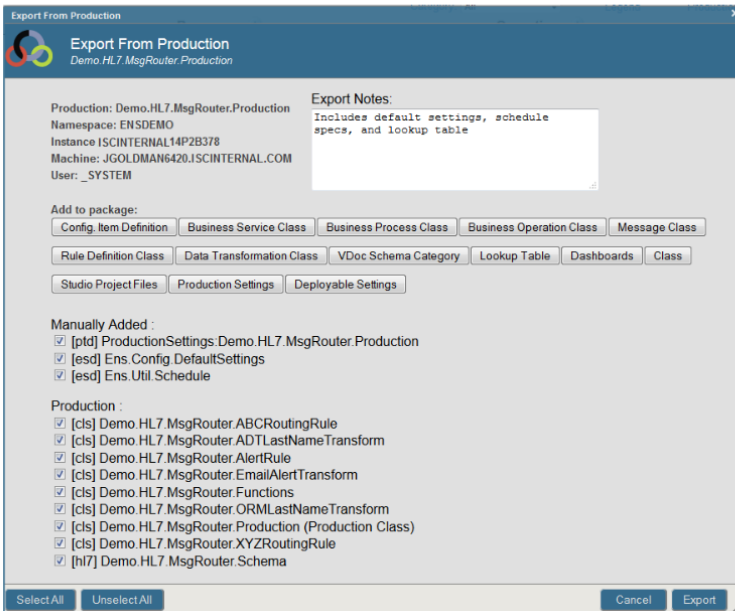 Export From Production
Export From Production
Demo.HL7.MsgRouter.Production
Production: Demo.HL7.MsgRouter.Production
Namespace: ENSDEMO
Instance ISCINTERNAL14P2B378
Machine: JGOLDMAN6420.ISCINTERNAL.COM
User: _SYSTEM
Export Notes:
Includes default settings, schedule
specs, and lookup table
Add to package:
Config. Item Definition Business Service Class Business Process Class Business Operation Class Message Class
Rule Definition Class Data Transformation Class VDoc Schema Category Lookup Table Dashboards Class
Studio Project Files Production Settings Deployable Settings
Manually Added :
[ptd] ProductionSettings:Demo.HL7.MsgRouter.Production
[esd] Ens.Config.DefaultSettings
[esd] Ens.Util.Schedule
Production :
[cls] Demo.HL7.MsgRouter.ABCRoutingRule
[cls] Demo.HL7.MsgRouter.ADTLastNameTransform
[cls] Demo.HL7.MsgRouter.AlertRule
[cls] Demo.HL7.MsgRouter.EmailAlertTransform
[cls] Demo.HL7.MsgRouter.Functions
[cls] Demo.HL7.MsgRouter.ORMLastNameTransform
[cls] Demo.HL7.MsgRouter.Production (Production Class)
[cls] Demo.HL7.MsgRouter.XYZRoutingRule
[hl7] Demo.HL7.MsgRouter.Schema
Select All Unselect All Cancel Export